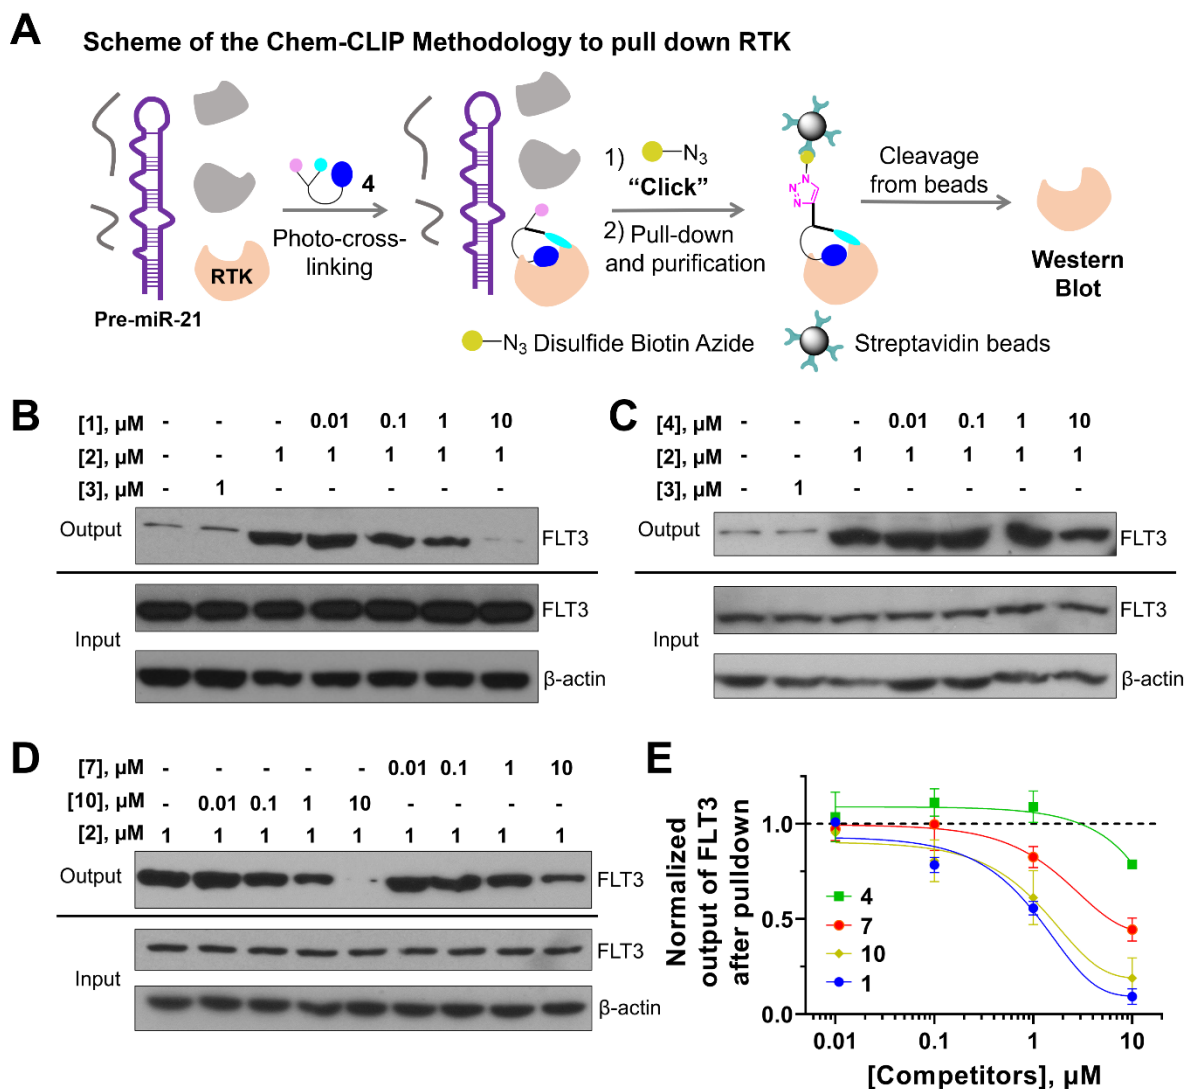 A
Scheme of the Chem-CLIP Methodology to pull down RTK
4
Photo-cross-
linking
RTK
Pre-miR-21
1) N₃
"Click"
2) Pull-down
and purification
N
N
N
Cleavage
from beads
Western
Blot
N₃ Disulfide Biotin Azide
Streptavidin beads
B
[1], µM - - - 0.01 0.1 1 10
[2], µM - - 1 1 1 1 1
[3], µM - 1 - - - - -
Output FLT3
Input
FLT3
β-actin
C
[4], µM - - - 0.01 0.1 1 10
[2], µM - - 1 1 1 1 1
[3], µM - 1 - - - - -
Output FLT3
Input
FLT3
β-actin
D
[7], µM - - - - - 0.01 0.1 1 10
[10], µM - 0.01 0.1 1 10 - - - -
[2], µM 1 1 1 1 1 1 1 1 1
Output FLT3
Input
FLT3
β-actin
E
Normalized
output of FLT3
after pulldown
1.0
0.5
0.0
4
7
10
1
0.01 0.1 1 10
[Competitors], µM